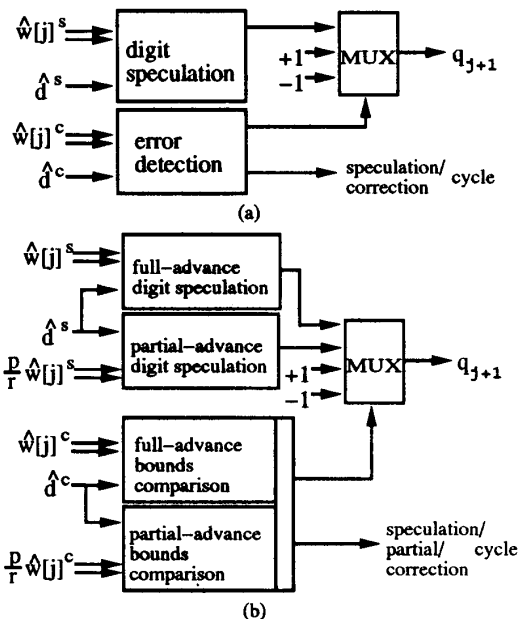 ŵ[j]ˢ
d̂ˢ
digit
speculation
+1
-1
MUX
q_{j+1}
ŵ[j]ᶜ
d̂ᶜ
error
detection
speculation/ cycle
correction
(a)
ŵ[j]ˢ
full-advance
digit speculation
d̂ˢ
partial-advance
digit speculation
p/r ŵ[j]ˢ
+1
-1
MUX
q_{j+1}
ŵ[j]ᶜ
full-advance
bounds
comparison
d̂ᶜ
partial-advance
bounds
comparison
p/r ŵ[j]ᶜ
speculation/
partial/ cycle
correction
(b)